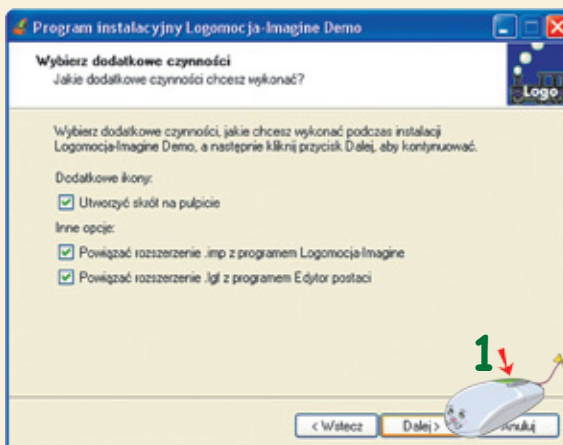 Program instalacyjny Logomocja-Imagine Demo
Wybierz dodatkowe czynności
Jakie dodatkowe czynności chcesz wykonać?
Logo
Wybierz dodatkowe czynności, jakie chcesz wykonać podczas instalacji
Logomocja-Imagine Demo, a następnie kliknij przycisk Dalej, aby kontynuować.
Dodatkowe ikony:
Utworzyć skrót na pulpicie
Inne opcje:
Powiązać rozszerzenie .imp z programem Logomocja-Imagine
Powiązać rozszerzenie .lgf z programem Edytor postaci
1
< Wstecz
Dalej >
Anuluj